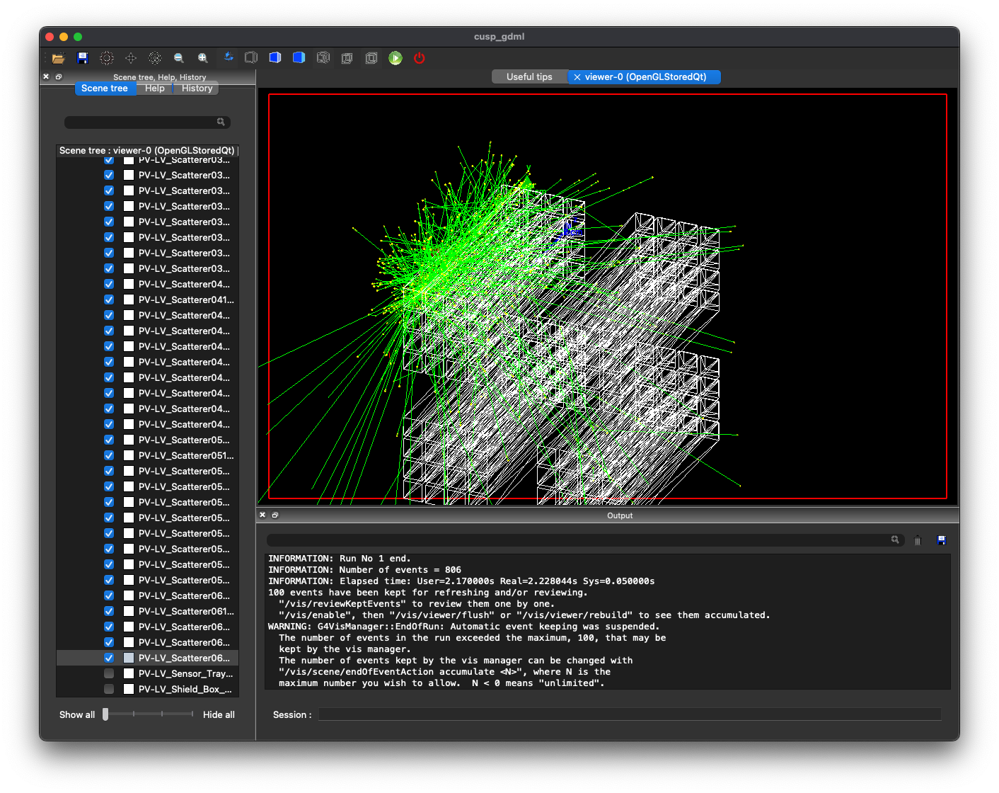 cusp_gdml
Scene tree, Help, History
Useful tips
viewer-0 (OpenGLStoredQt)
Scene tree
Help
History
Scene tree : viewer-0 (OpenGLStoredQt)
PV-LV_Scatterer03...
PV-LV_Scatterer03...
PV-LV_Scatterer03...
PV-LV_Scatterer03...
PV-LV_Scatterer03...
PV-LV_Scatterer03...
PV-LV_Scatterer03...
PV-LV_Scatterer03...
PV-LV_Scatterer04...
PV-LV_Scatterer041...
PV-LV_Scatterer04...
PV-LV_Scatterer04...
PV-LV_Scatterer04...
PV-LV_Scatterer04...
PV-LV_Scatterer04...
PV-LV_Scatterer04...
PV-LV_Scatterer04...
PV-LV_Scatterer04...
PV-LV_Scatterer05...
PV-LV_Scatterer051...
PV-LV_Scatterer05...
PV-LV_Scatterer05...
PV-LV_Scatterer05...
PV-LV_Scatterer05...
PV-LV_Scatterer05...
PV-LV_Scatterer05...
PV-LV_Scatterer05...
PV-LV_Scatterer05...
PV-LV_Scatterer06...
PV-LV_Scatterer061...
PV-LV_Scatterer06...
PV-LV_Scatterer06...
PV-LV_Scatterer06...
PV-LV_Sensor_Tray...
PV-LV_Shield_Box_...
Show all
Hide all
y
Output
INFORMATION: Run No 1 end.
INFORMATION: Number of events = 806
INFORMATION: Elapsed time: User=2.170000s Real=2.228044s Sys=0.050000s
100 events have been kept for refreshing and/or reviewing.
"/vis/reviewKeptEvents" to review them one by one.
"/vis/enable", then "/vis/viewer/flush" or "/vis/viewer/rebuild" to see them accumulated.
WARNING: G4VisManager::EndOfRun: Automatic event keeping was suspended.
The number of events in the run exceeded the maximum, 100, that may be
kept by the vis manager.
The number of events kept by the vis manager can be changed with
"/vis/scene/endOfEventAction accumulate <N>", where N is the
maximum number you wish to allow.  N < 0 means "unlimited".
Session :